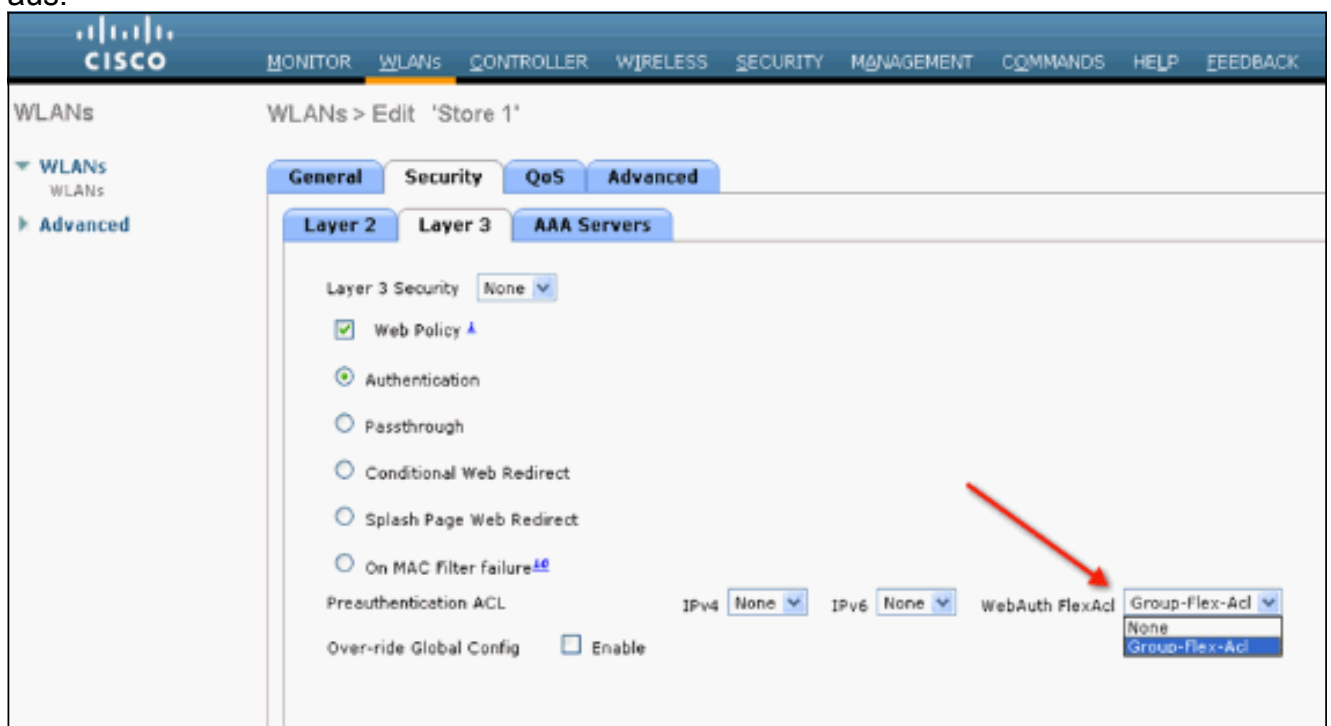 aus.
CISCO
MONITOR WLANs CONTROLLER WIRELESS SECURITY MANAGEMENT COMMANDS HELP FEEDBACK
WLANs
WLANs > Edit 'Store 1'
WLANs
WLANs
Advanced
General Security QoS Advanced
Layer 2 Layer 3 AAA Servers
Layer 3 Security None
Web Policy 1
Authentication
Passthrough
Conditional Web Redirect
Splash Page Web Redirect
On MAC Filter failure10
Preauthentication ACL IPv4 None IPv6 None WebAuth FlexAcl Group-Flex-Acl
None
Group-Flex-Acl
Over-ride Global Config Enable